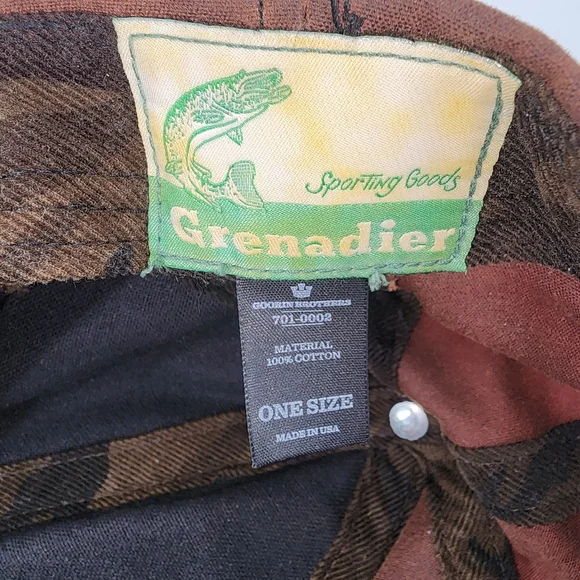 Sporting Goods
Grenadier
GOORIN BROTHERS
701-0002
MATERIAL
100% COTTON
ONE SIZE
MADE IN USA